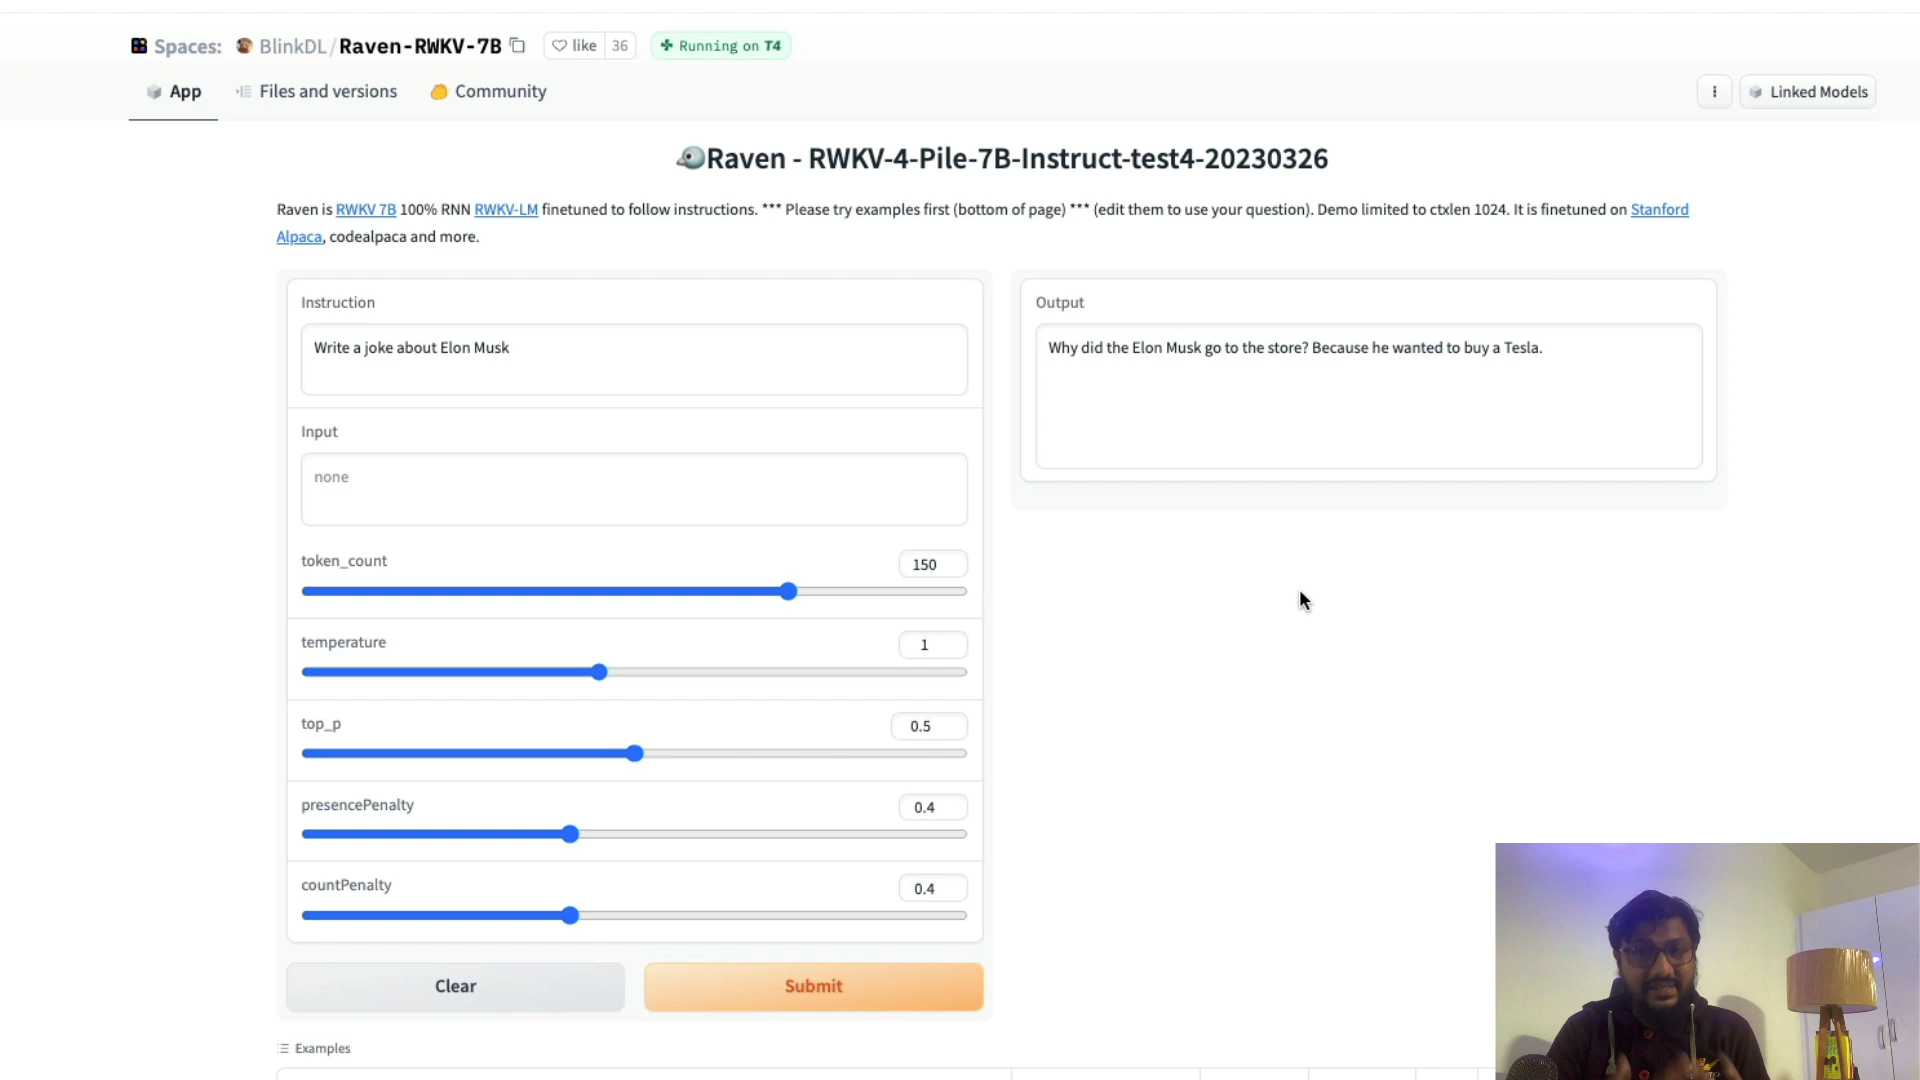 Spaces: BlinkDL/Raven-RWKV-7B like 36 Running on T4
App Files and versions Community Linked Models
Raven - RWKV-4-Pile-7B-Instruct-test4-20230326
Raven is RWKV 7B 100% RNN RWKV-LM finetuned to follow instructions. *** Please try examples first (bottom of page) *** (edit them to use your question). Demo limited to ctxlen 1024. It is finetuned on Stanford
Alpaca, codealpaca and more.
Instruction
Write a joke about Elon Musk
Input
none
token_count 150
temperature 1
top_p 0.5
presencePenalty 0.4
countPenalty 0.4
Clear Submit
Output
Why did the Elon Musk go to the store? Because he wanted to buy a Tesla.
Examples